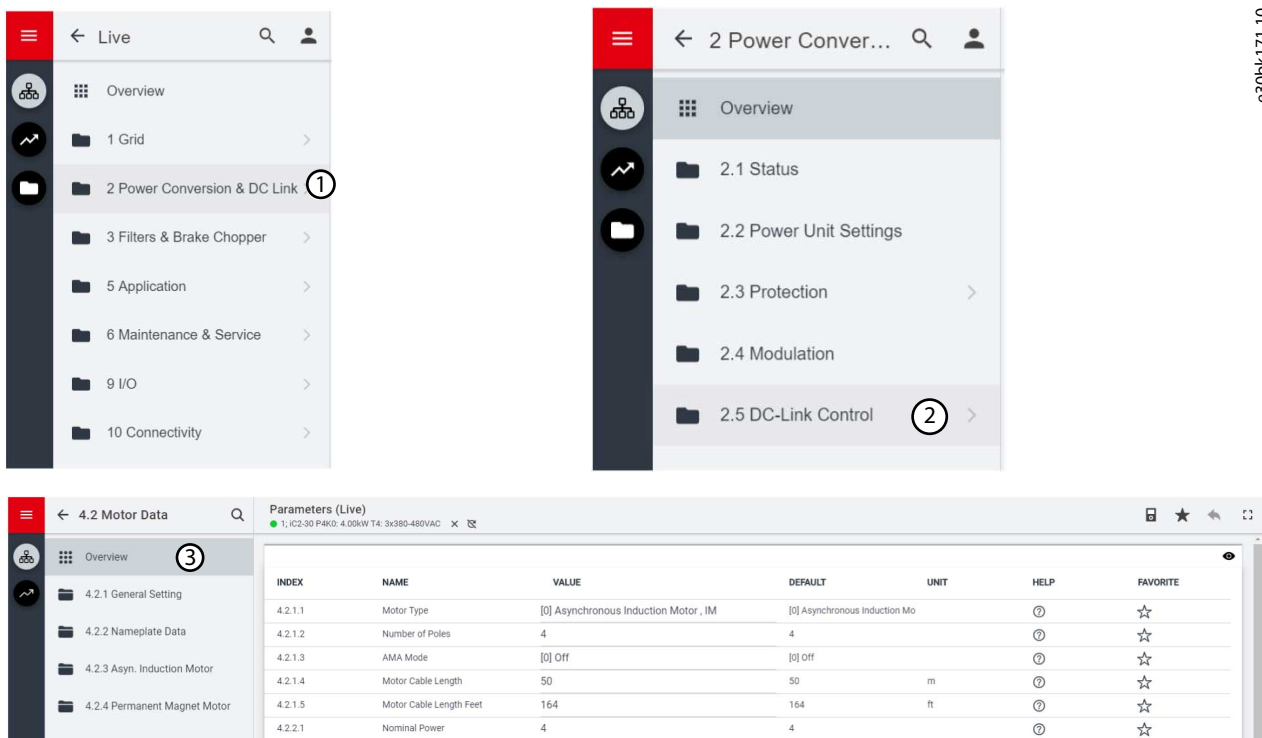 Live
Overview
1 Grid
2 Power Conversion & DC Link
1
3 Filters & Brake Chopper
5 Application
6 Maintenance & Service
9 I/O
10 Connectivity
2 Power Conver...
Overview
2.1 Status
2.2 Power Unit Settings
2.3 Protection
2.4 Modulation
2.5 DC-Link Control
2
e30bk171.10
4.2 Motor Data
Overview
3
4.2.1 General Setting
4.2.2 Nameplate Data
4.2.3 Asyn. Induction Motor
4.2.4 Permanent Magnet Motor
Parameters (Live)
1; iC2-30 P4K0: 4.00kW T4: 3x380-480VAC
INDEX NAME VALUE DEFAULT UNIT HELP FAVORITE
4.2.1.1 Motor Type [0] Asynchronous Induction Motor , IM [0] Asynchronous Induction Mo
4.2.1.2 Number of Poles 4 4
4.2.1.3 AMA Mode [0] Off [0] Off
4.2.1.4 Motor Cable Length 50 50 m
4.2.1.5 Motor Cable Length Feet 164 164 ft
4.2.2.1 Nominal Power 4 4